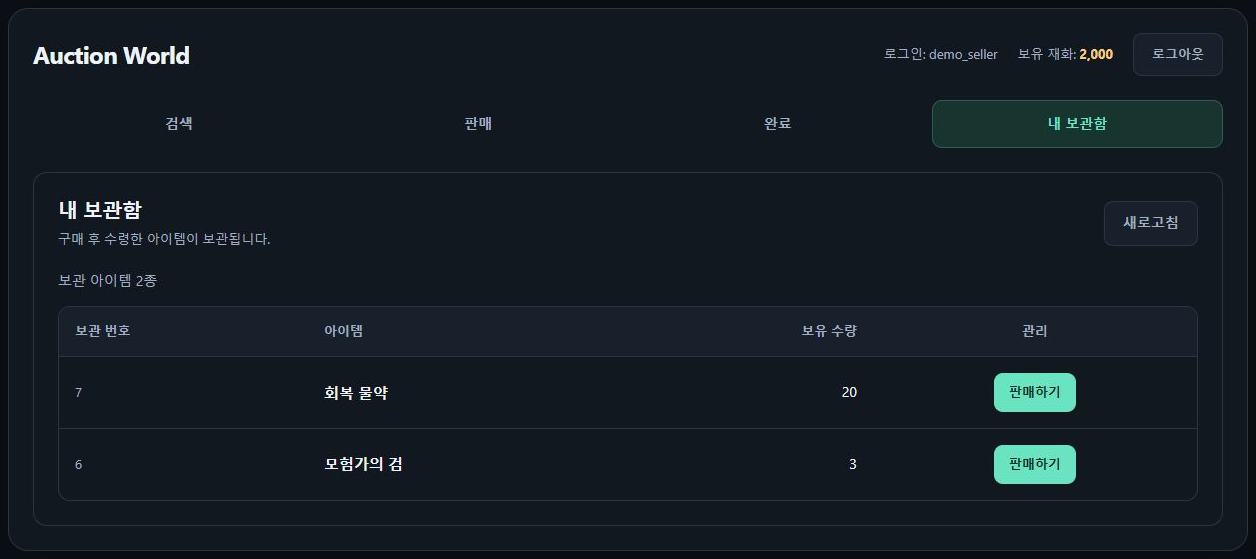 Auction World
로그인: demo_seller 보유 재화: 2,000 로그아웃
검색 판매 완료 내 보관함
내 보관함
구매 후 수령한 아이템이 보관됩니다.
새로고침
보관 아이템 2종
보관 번호 아이템 보유 수량 관리
7 회복 물약 20 판매하기
6 모험가의 검 3 판매하기